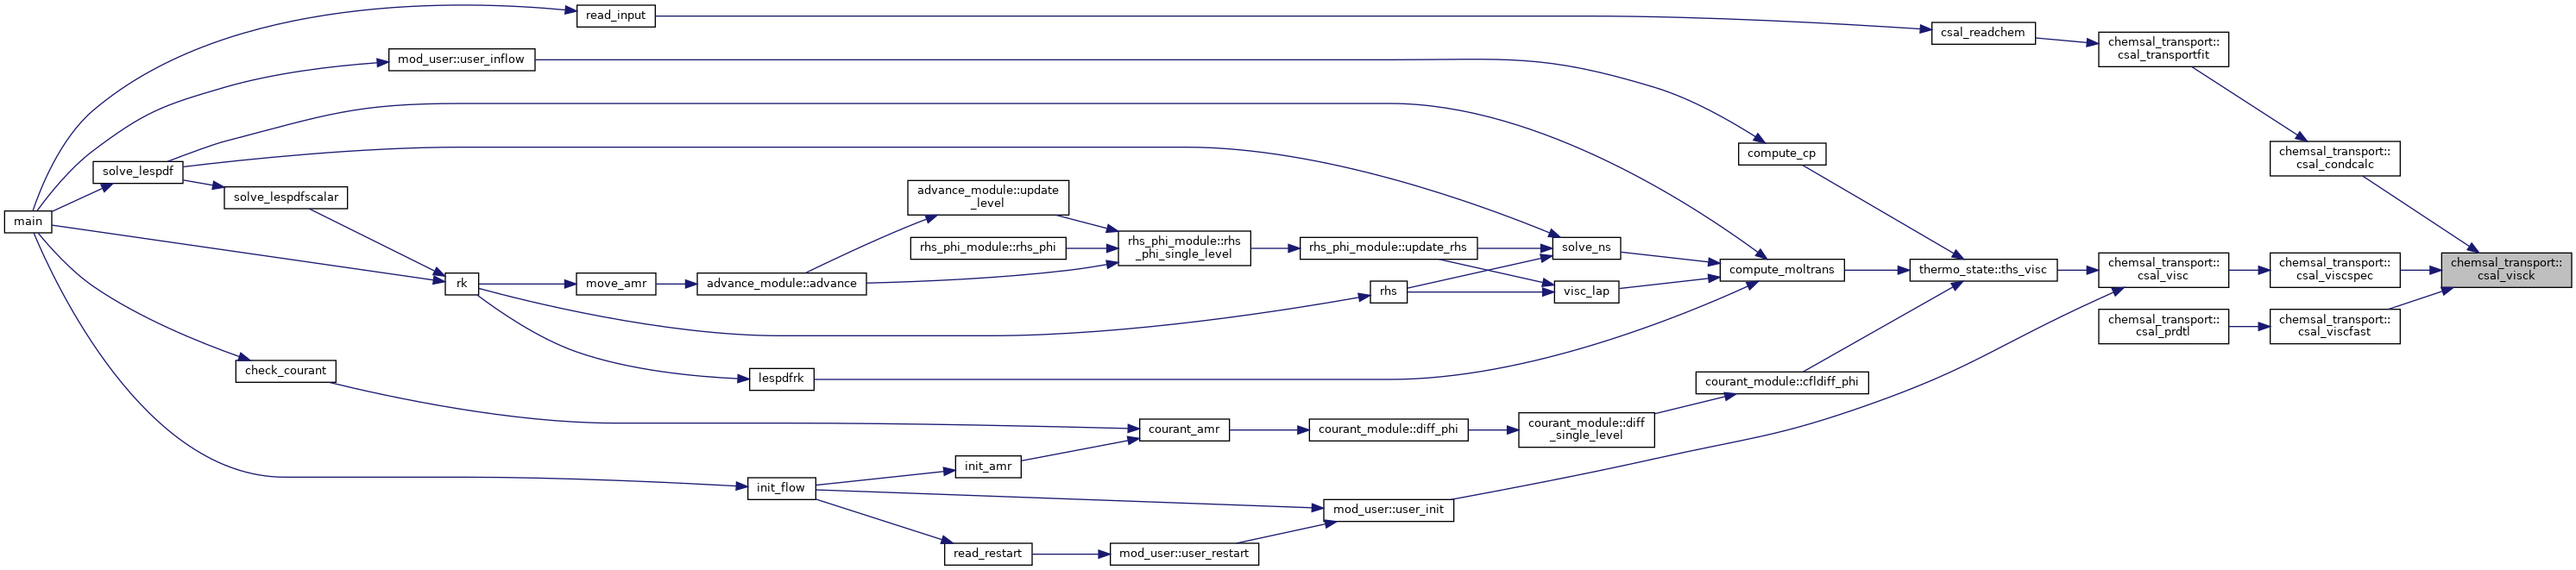 read_input
csal_readchem
chemsal_transport::
csal_transportfit
mod_user::user_inflow
compute_cp
chemsal_transport::
csal_condcalc
solve_lespdf
solve_lespdfscalar
advance_module::update
_level
main
rhs_phi_module::rhs_phi
rhs_phi_module::rhs
_phi_single_level
rhs_phi_module::update_rhs
solve_ns
rk
move_amr
advance_module::advance
rhs
visc_lap
compute_moltrans
thermo_state::ths_visc
chemsal_transport::
csal_visc
chemsal_transport::
csal_viscspec
chemsal_transport::
csal_visck
chemsal_transport::
csal_prdtl
chemsal_transport::
csal_viscfast
check_courant
lespdfrk
courant_module::cfldiff_phi
courant_amr
courant_module::diff_phi
courant_module::diff
_single_level
init_amr
init_flow
mod_user::user_init
read_restart
mod_user::user_restart